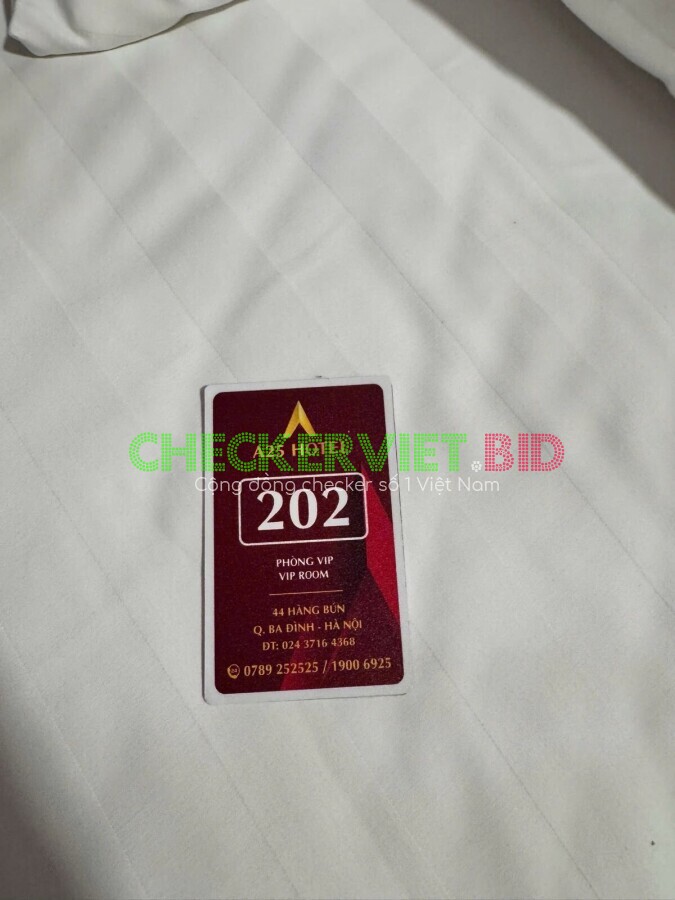 A25 HOTEL
CHECKERVIET.BID
Cộng đồng checker số 1 Việt Nam
202
PHÒNG VIP
VIP ROOM
44 HÀNG BÚN
Q. BA ĐÌNH - HÀ NỘI
ĐT: 024 3716 4368
24 0789 252525 / 1900 6925